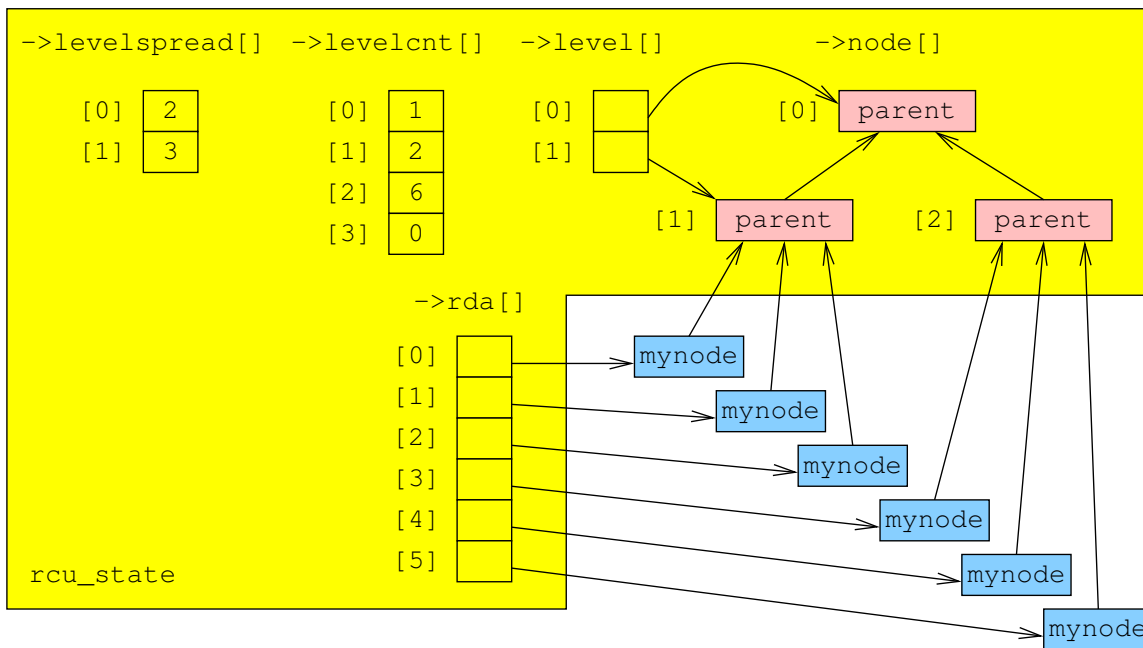 ->levelspread[] ->levelcnt[] ->level[] ->node[]
[0] 2 [0] 1 [0] [0] parent
[1] 3 [1] 2 [1]
[2] 6
[1] parent [2] parent
[3] 0
->rda[]
[0] mynode
[1] mynode
[2] mynode
[3] mynode
[4] mynode
[5] mynode
rcu_state